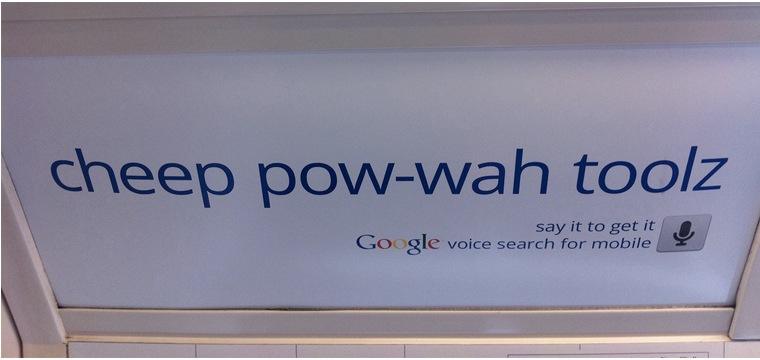 cheep pow-wah toolz
say it to get it
Google voice search for mobile